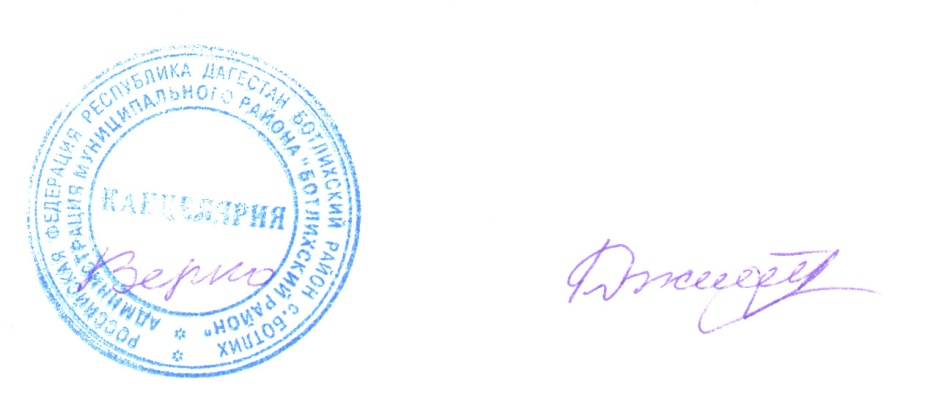 РОССИЙСКАЯ ФЕДЕРАЦИЯ РЕСПУБЛИКА ДАГЕСТАН БОТЛИХСКИЙ РАЙОН С.БОТЛИХ
АДМИНИСТРАЦИЯ МУНИЦИПАЛЬНОГО РАЙОНА "БОТЛИХСКИЙ РАЙОН"
КАНЦЕЛЯРИЯ
Верно